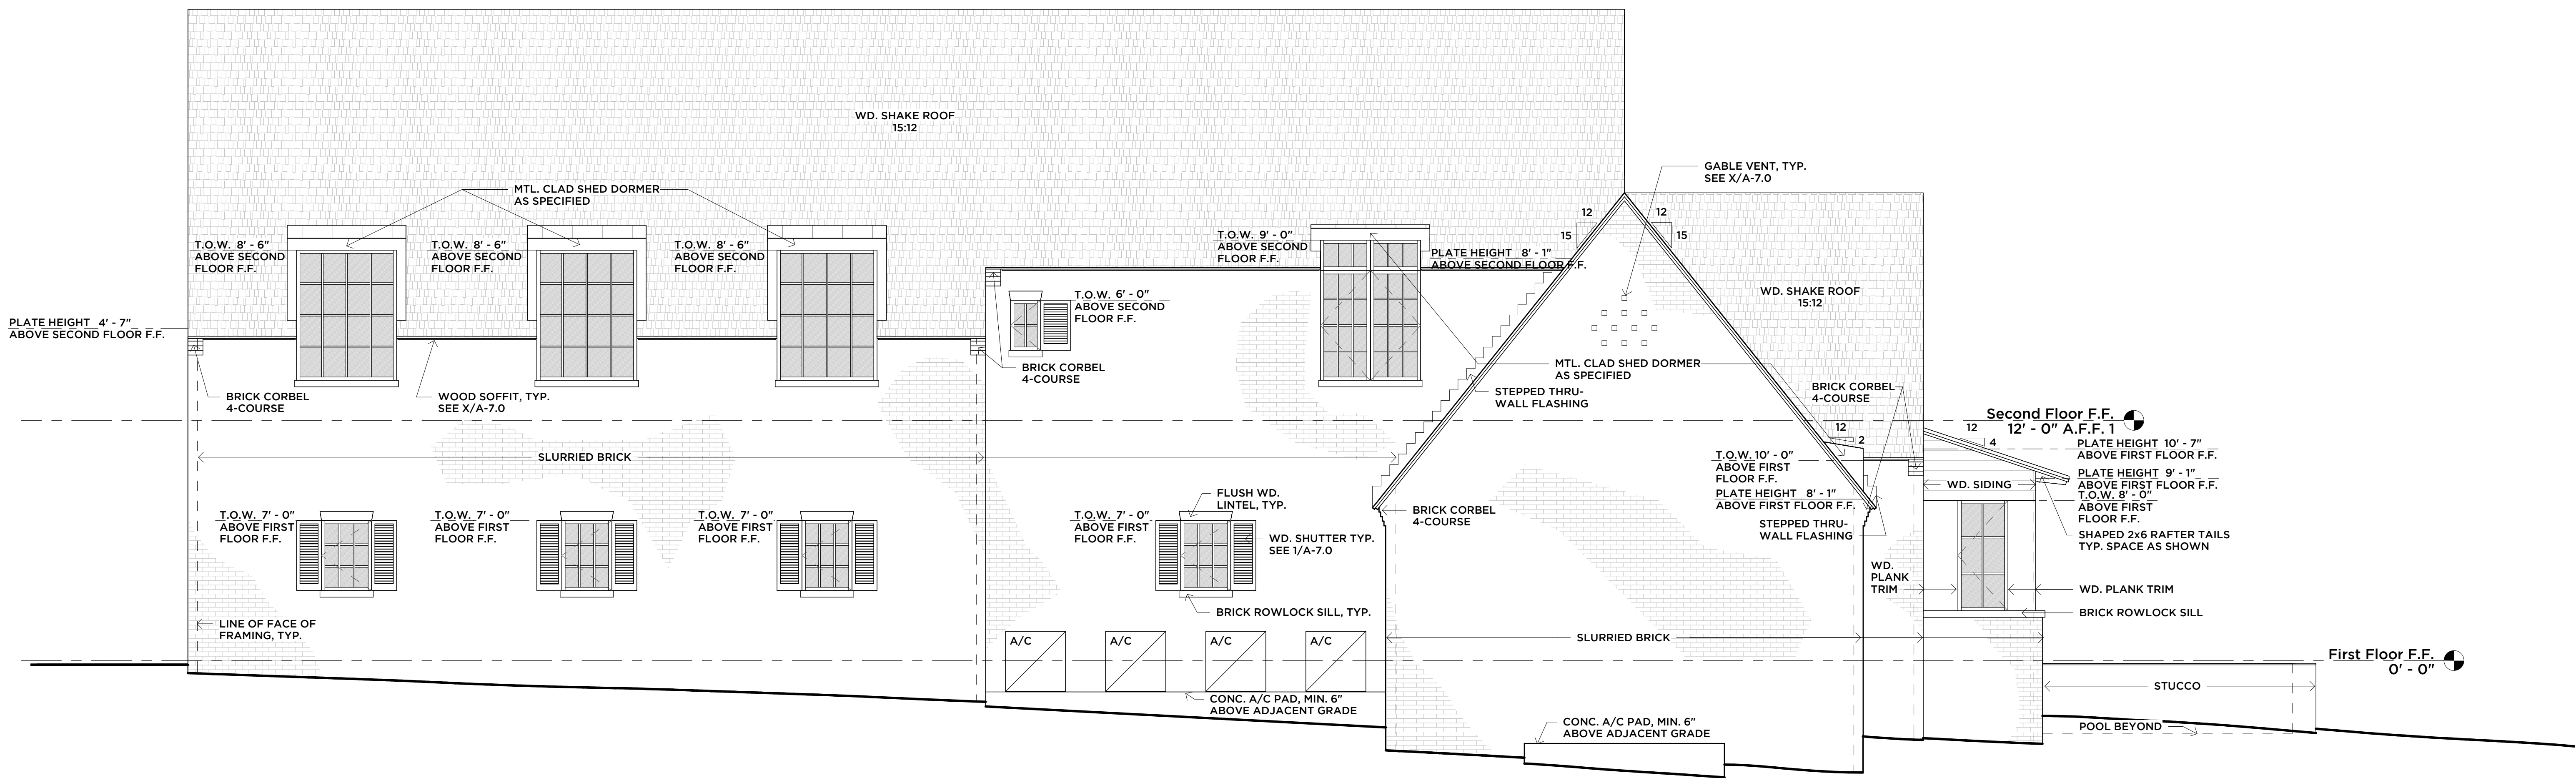 WD. SHAKE ROOF
15:12
GABLE VENT, TYP.
SEE X/A-7.0
MTL. CLAD SHED DORMER
AS SPECIFIED
12
15
12
15
T.O.W. 8' - 6"
ABOVE SECOND
FLOOR F.F.
T.O.W. 8' - 6"
ABOVE SECOND
FLOOR F.F.
T.O.W. 8' - 6"
ABOVE SECOND
FLOOR F.F.
T.O.W. 9' - 0"
ABOVE SECOND
FLOOR F.F.
PLATE HEIGHT 8' - 1"
ABOVE SECOND FLOOR F.F.
T.O.W. 6' - 0"
ABOVE SECOND
FLOOR F.F.
WD. SHAKE ROOF
15:12
PLATE HEIGHT 4' - 7"
ABOVE SECOND FLOOR F.F.
BRICK CORBEL
4-COURSE
MTL. CLAD SHED DORMER
AS SPECIFIED
BRICK CORBEL
4-COURSE
WOOD SOFFIT, TYP.
SEE X/A-7.0
STEPPED THRU-
WALL FLASHING
BRICK CORBEL
4-COURSE
Second Floor F.F.
12' - 0" A.F.F. 1
12
2
12
4
PLATE HEIGHT 10' - 7"
ABOVE FIRST FLOOR F.F.
SLURRIED BRICK
T.O.W. 10' - 0"
ABOVE FIRST
FLOOR F.F.
PLATE HEIGHT 9' - 1"
ABOVE FIRST FLOOR F.F.
WD. SIDING
T.O.W. 8' - 0"
ABOVE FIRST
FLOOR F.F.
PLATE HEIGHT 8' - 1"
ABOVE FIRST FLOOR F.F.
FLUSH WD.
LINTEL, TYP.
BRICK CORBEL
4-COURSE
T.O.W. 7' - 0"
ABOVE FIRST
FLOOR F.F.
T.O.W. 7' - 0"
ABOVE FIRST
FLOOR F.F.
T.O.W. 7' - 0"
ABOVE FIRST
FLOOR F.F.
T.O.W. 7' - 0"
ABOVE FIRST
FLOOR F.F.
STEPPED THRU-
WALL FLASHING
WD. SHUTTER TYP.
SEE 1/A-7.0
SHAPED 2x6 RAFTER TAILS
TYP. SPACE AS SHOWN
WD.
PLANK
TRIM
WD. PLANK TRIM
BRICK ROWLOCK SILL, TYP.
BRICK ROWLOCK SILL
LINE OF FACE OF
FRAMING, TYP.
A/C
A/C
A/C
A/C
SLURRIED BRICK
First Floor F.F.
0' - 0"
STUCCO
CONC. A/C PAD, MIN. 6"
ABOVE ADJACENT GRADE
CONC. A/C PAD, MIN. 6"
ABOVE ADJACENT GRADE
POOL BEYOND